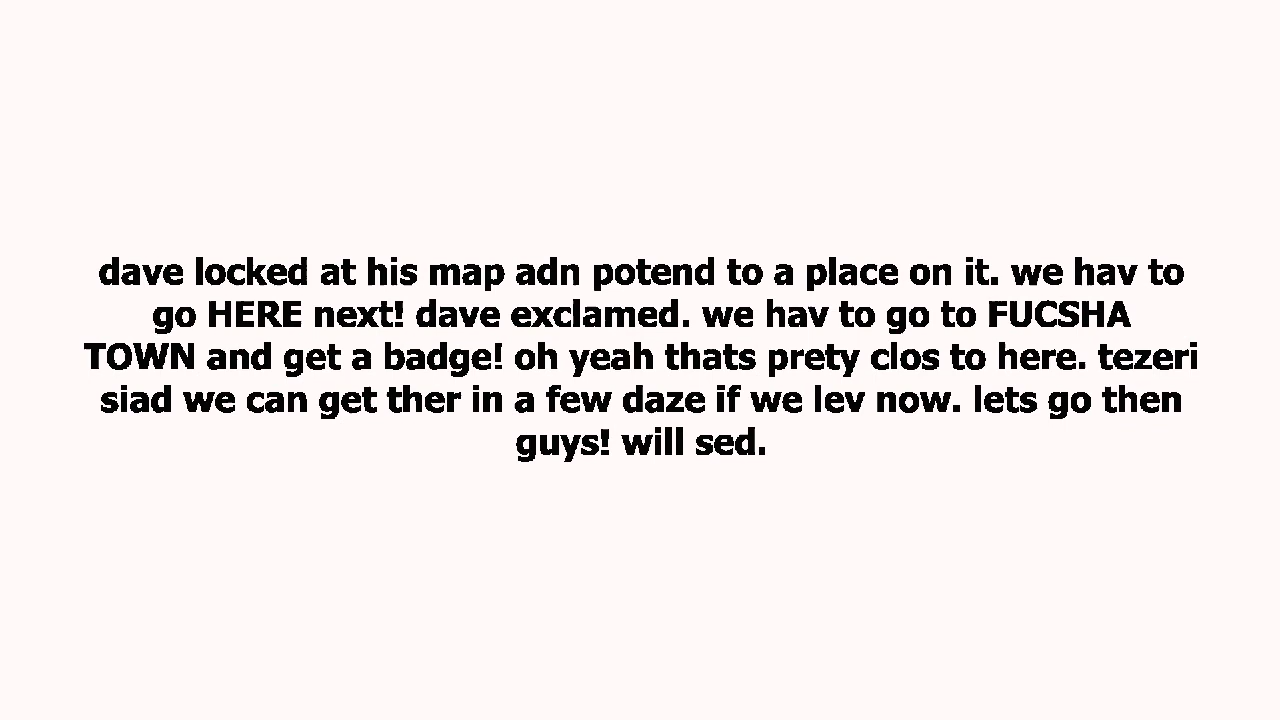 dave locked at his map adn potend to a place on it. we hav to
go HERE next! dave exclamed. we hav to go to FUCSHA
TOWN and get a badge! oh yeah thats prety clos to here. tezeri
siad we can get ther in a few daze if we lev now. lets go then
guys! will sed.